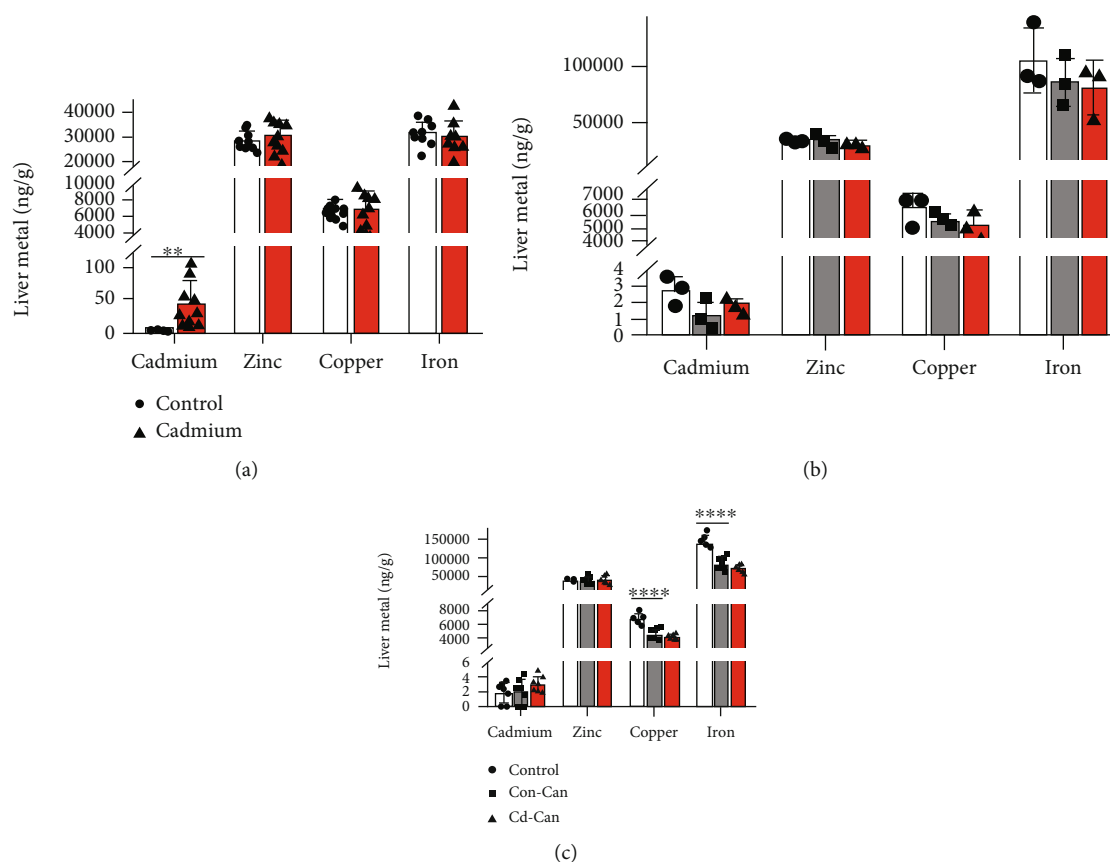 Liver metal (ng/g)
40000
30000
20000
10000
8000
6000
4000
100
50
0
**
Cadmium Zinc Copper Iron
Control
Cadmium
(a)
Liver metal (ng/g)
100000
50000
7000
6000
5000
4000
4
3
2
1
0
Cadmium Zinc Copper Iron
(b)
Liver metal (ng/g)
150000
100000
50000
8000
6000
4000
6
4
2
0
****
****
Cadmium Zinc Copper Iron
Control
Con-Can
Cd-Can
(c)